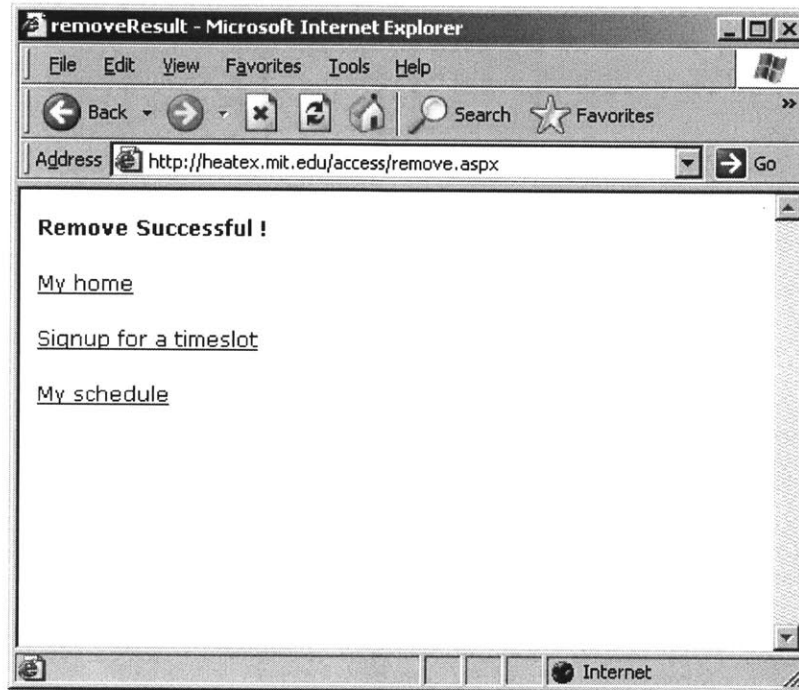 removeResult - Microsoft Internet Explorer
File Edit View Favorites Tools Help
Back Search Favorites »
Address http://heatex.mit.edu/access/remove.aspx Go
Remove Successful !
My home
Signup for a timeslot
My schedule
Internet